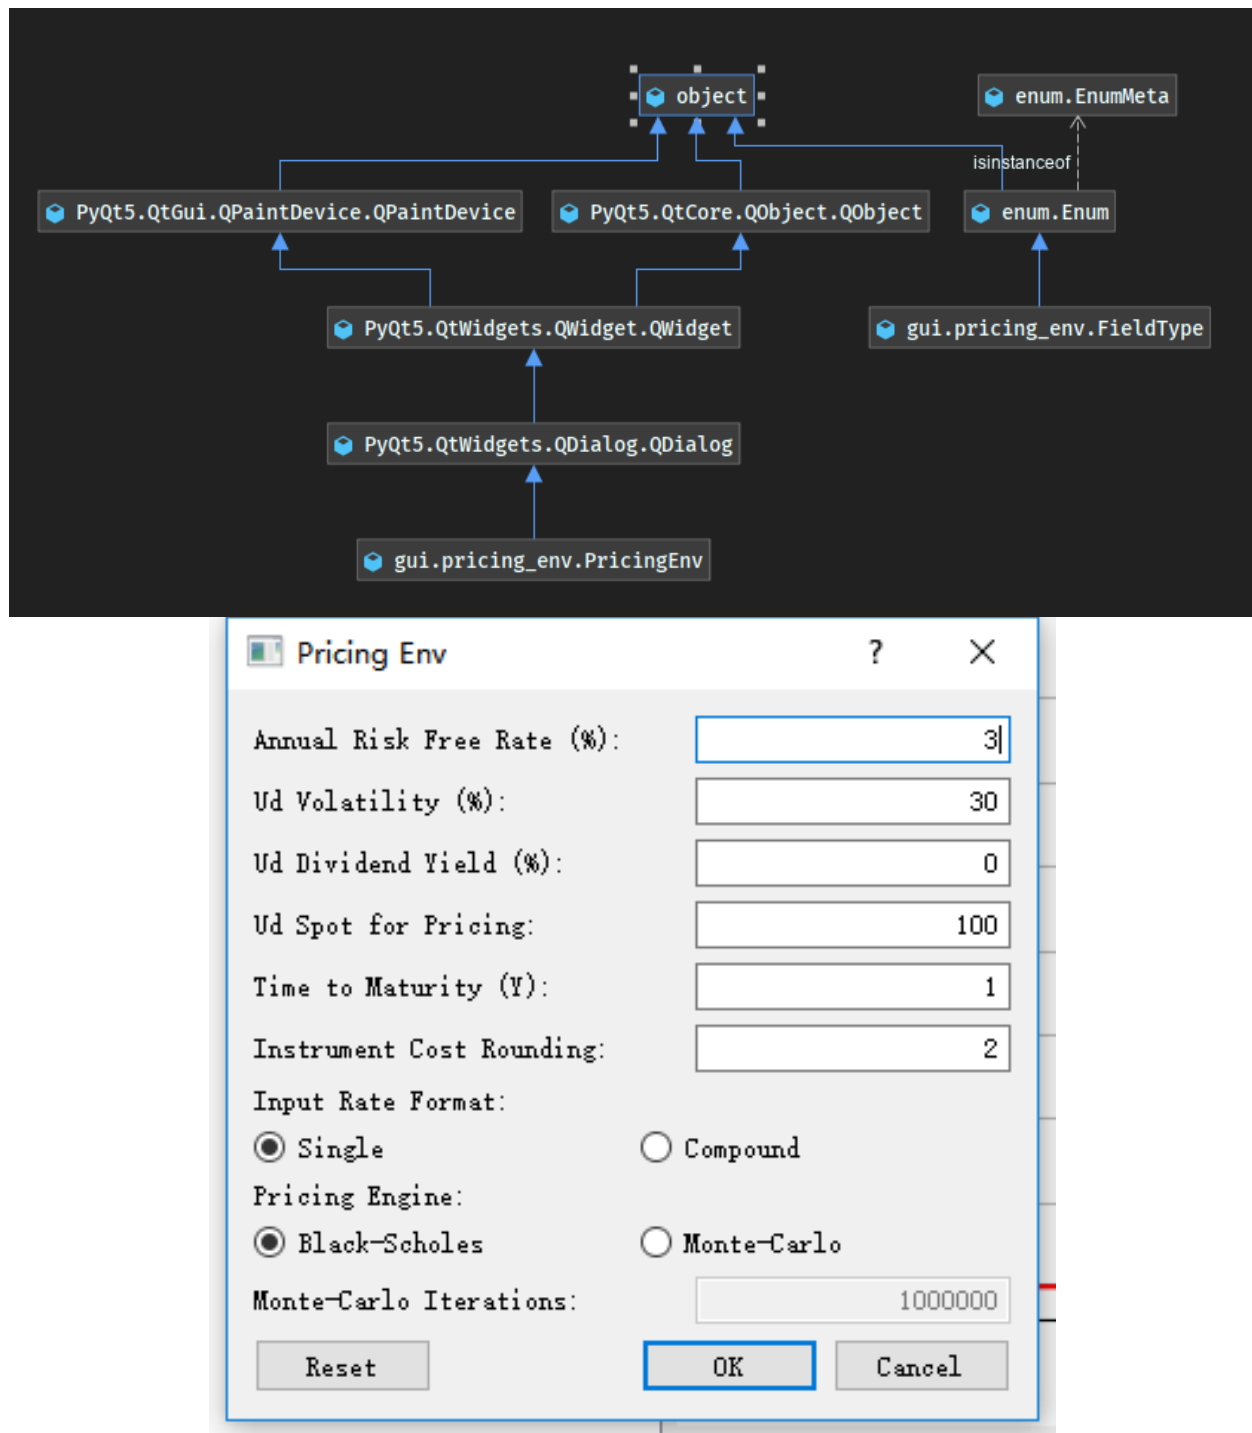 object
enum.EnumMeta
isinstanceof
PyQt5.QtGui.QPaintDevice.QPaintDevice
PyQt5.QtCore.QObject.QObject
enum.Enum
PyQt5.QtWidgets.QWidget.QWidget
gui.pricing_env.FieldType
PyQt5.QtWidgets.QDialog.QDialog
gui.pricing_env.PricingEnv
Pricing Env ?
Annual Risk Free Rate (%): 3
Ud Volatility (%): 30
Ud Dividend Yield (%): 0
Ud Spot for Pricing: 100
Time to Maturity (Y): 1
Instrument Cost Rounding: 2
Input Rate Format:
Single Compound
Pricing Engine:
Black-Scholes Monte-Carlo
Monte-Carlo Iterations: 1000000
Reset OK Cancel